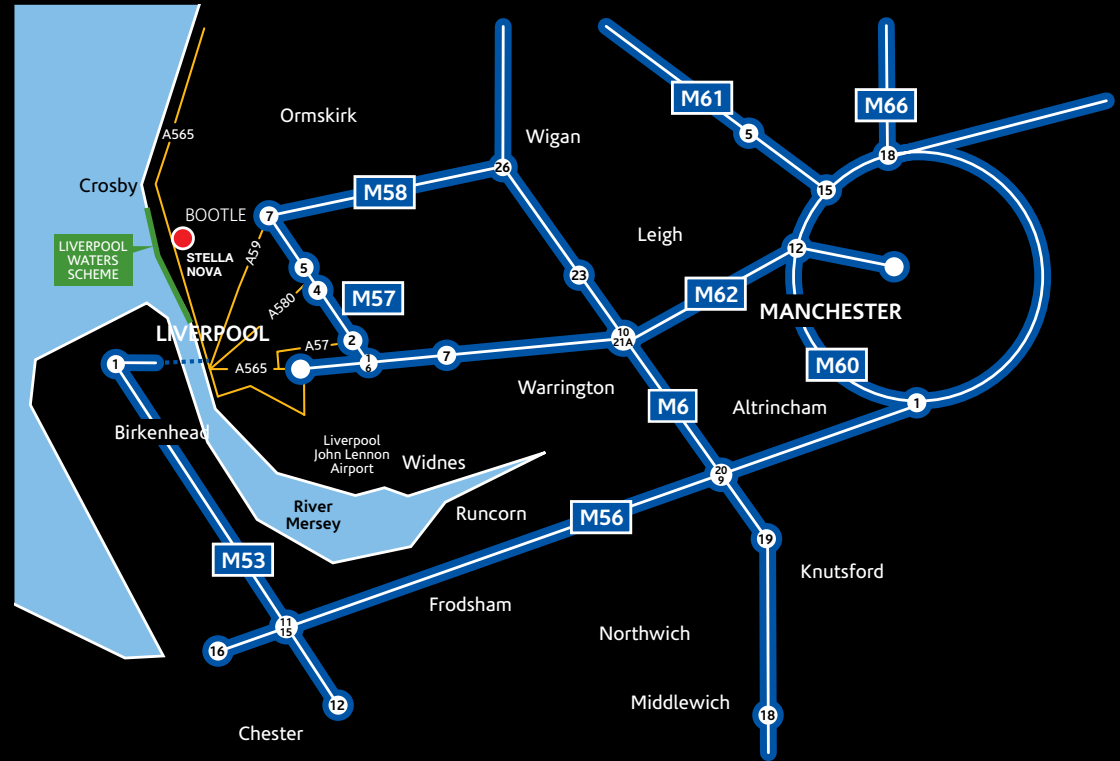 M61
M66
Ormskirk
5
A565
Wigan
18
26
Crosby
M58
15
7
BOOTLE
Leigh
12
LIVERPOOL
WATERS
SCHEME
STELLA
NOVA
A59
5
23
4
A580
M57
M62
MANCHESTER
LIVERPOOL
2
10
21A
A57
1
6
7
1
A565
M60
Warrington
M6
Altrincham
1
Birkenhead
Liverpool
John Lennon
Airport
Widnes
20
9
River
Mersey
Runcorn
M56
19
M53
Knutsford
Frodsham
11
15
Northwich
16
12
Middlewich
18
Chester